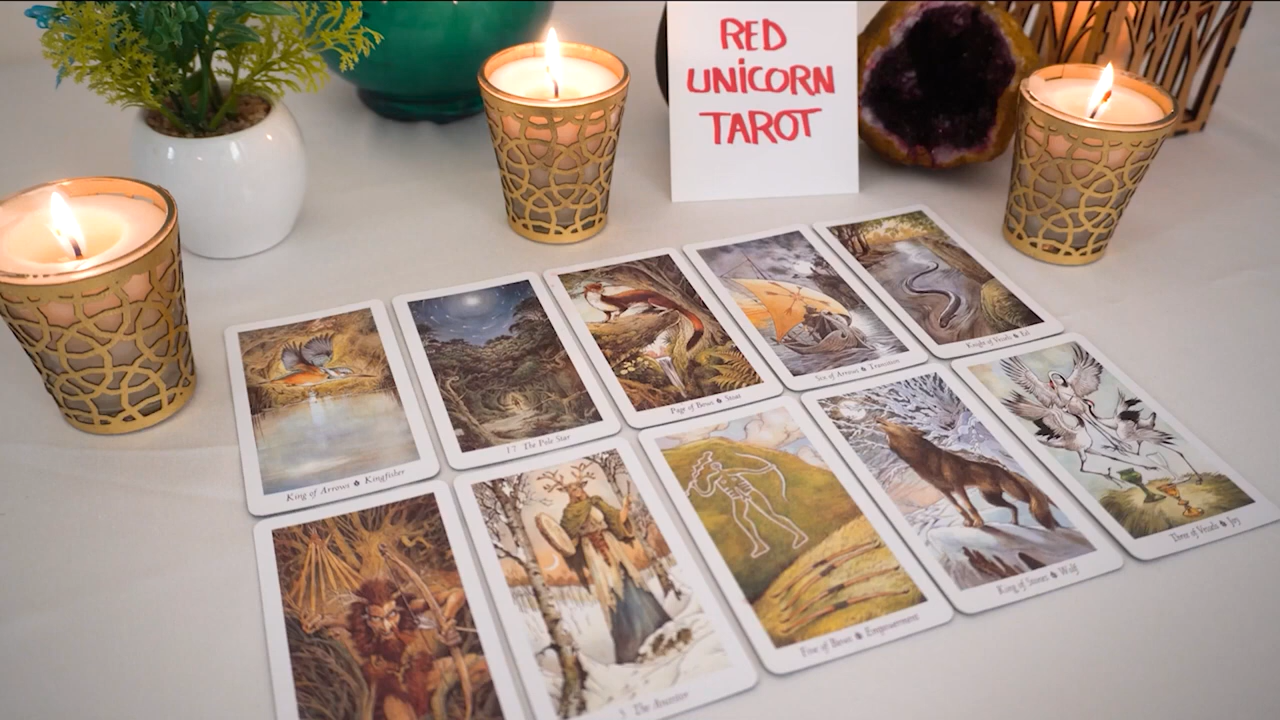 RED
UNiCORN
TAROT
King of Arrows Kingfisher
17 The Pole Star
Page of Bows Stoat
Six of Arrows Transition
Knight of Vessels Eel
5 The Ancestor
Five of Bows Empowerment
King of Stones Wolf
Three of Vessels Joy